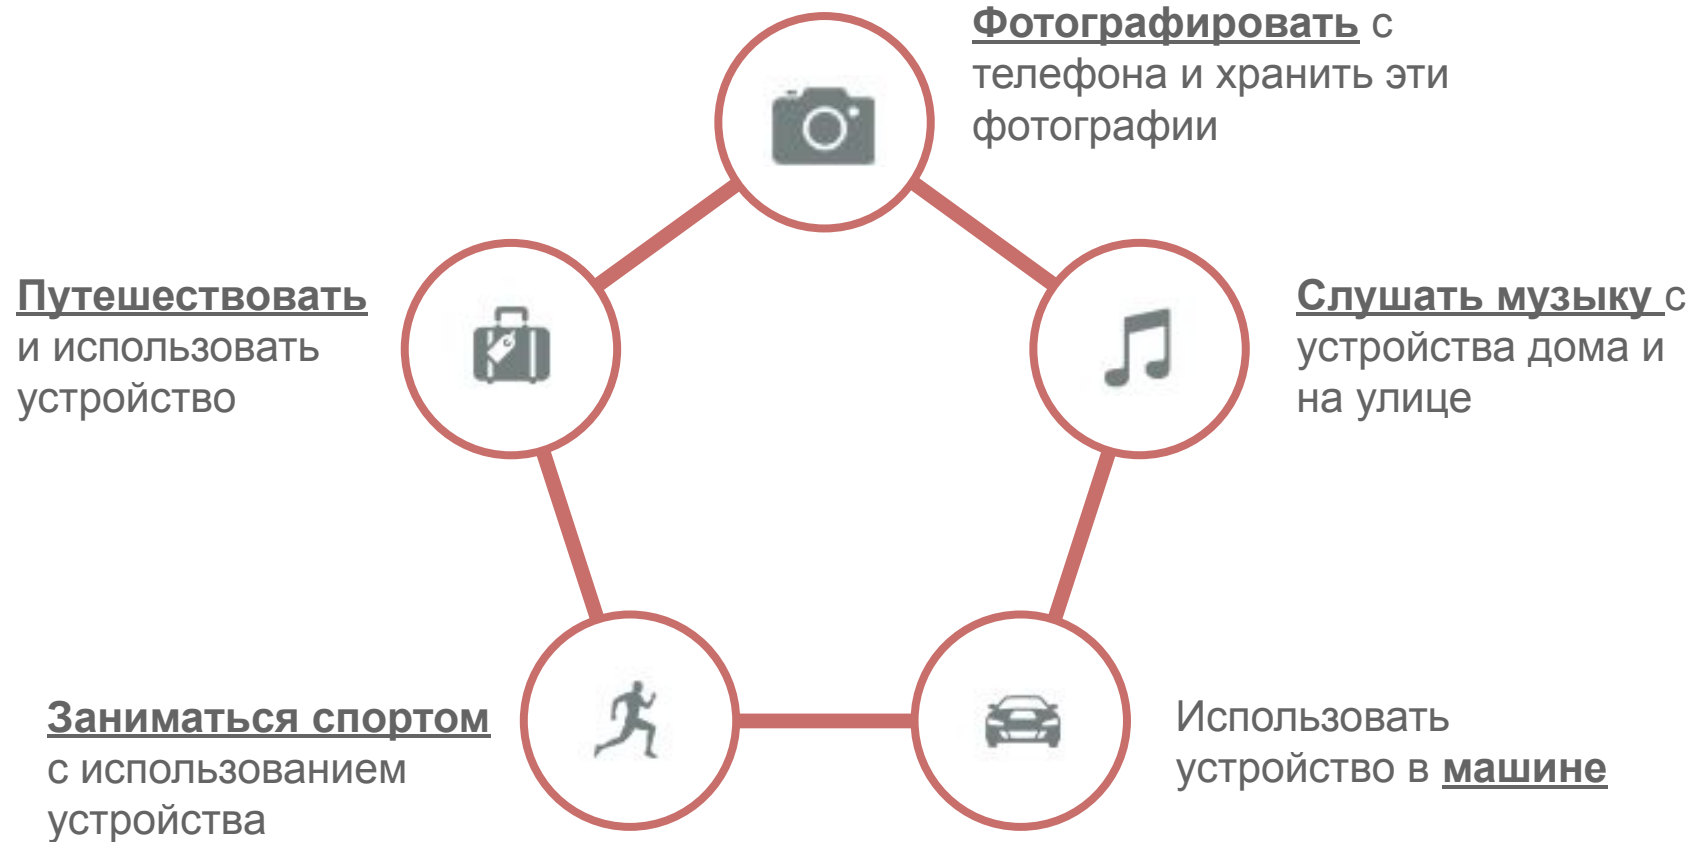 Фотографировать с
телефона и хранить эти
фотографии
Путешествовать
и использовать
устройство
Слушать музыку с
устройства дома и
на улице
Заниматься спортом
с использованием
устройства
Использовать
устройство в машине